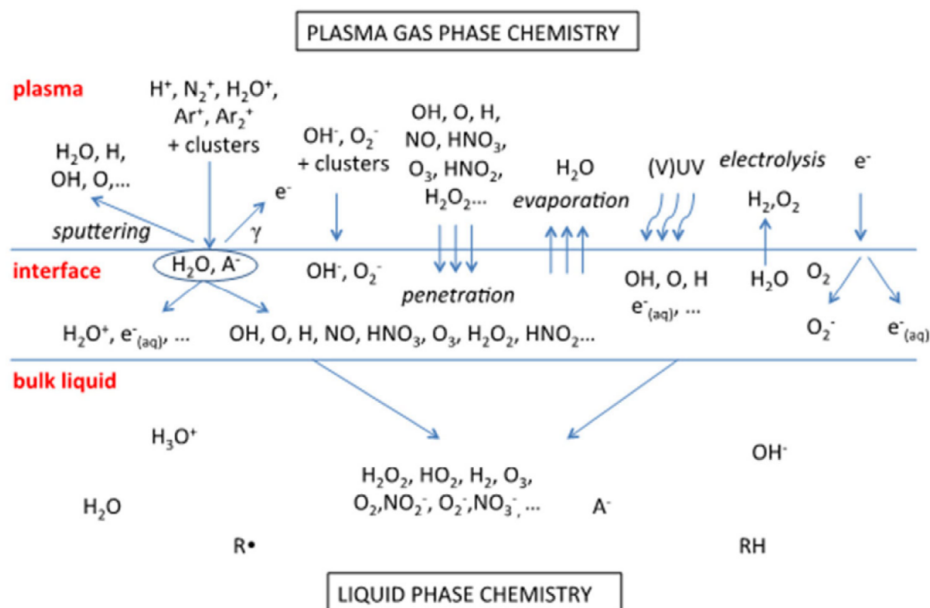 PLASMA GAS PHASE CHEMISTRY
plasma
H⁺, N₂⁺, H₂O⁺,
Ar⁺, Ar₂⁺
+ clusters
H₂O, H,
OH, O,...
sputtering
e⁻
γ
OH⁻, O₂⁻
+ clusters
OH, O, H,
NO, HNO₃,
O₃, HNO₂,
H₂O₂...
H₂O
evaporation
(V)UV
electrolysis
H₂,O₂
e⁻
interface
H₂O, A⁻
OH⁻, O₂⁻
penetration
OH, O, H
e⁻(aq), ...
H₂O
O₂
O₂⁻
e⁻(aq)
H₂O⁺, e⁻(aq), ...
OH, O, H, NO, HNO₃, O₃, H₂O₂, HNO₂...
bulk liquid
H₃O⁺
OH⁻
H₂O₂, HO₂, H₂, O₃,
O₂,NO₂⁻, O₂⁻,NO₃⁻, ...
H₂O
A⁻
R•
RH
LIQUID PHASE CHEMISTRY